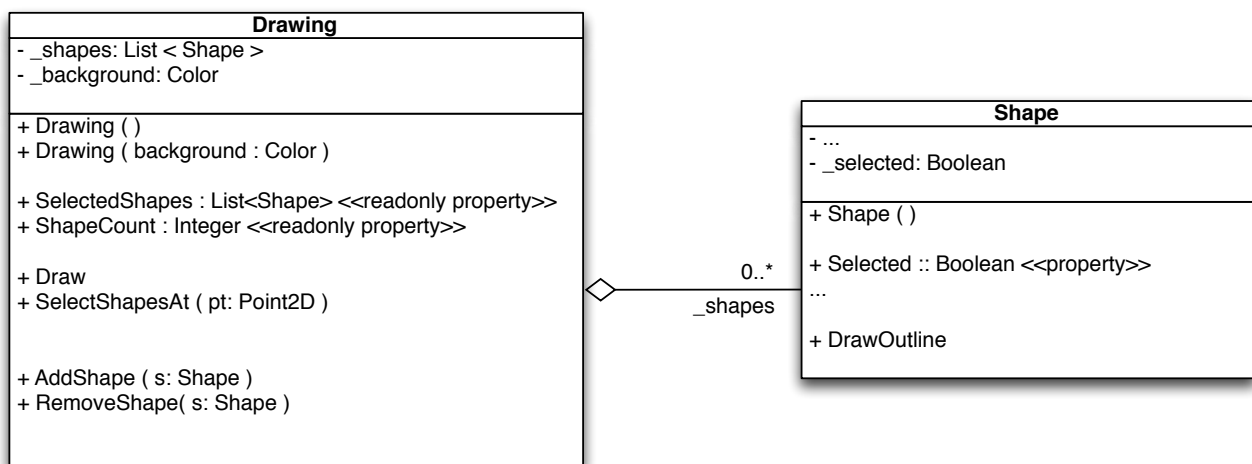 Drawing
- _shapes: List < Shape >
- _background: Color
+ Drawing ( )
+ Drawing ( background : Color )
+ SelectedShapes : List<Shape> <<readonly property>>
+ ShapeCount : Integer <<readonly property>>
+ Draw
+ SelectShapesAt ( pt: Point2D )
+ AddShape ( s: Shape )
+ RemoveShape( s: Shape )
0..*
_shapes
Shape
- ...
- _selected: Boolean
+ Shape ( )
+ Selected :: Boolean <<property>>
...
+ DrawOutline